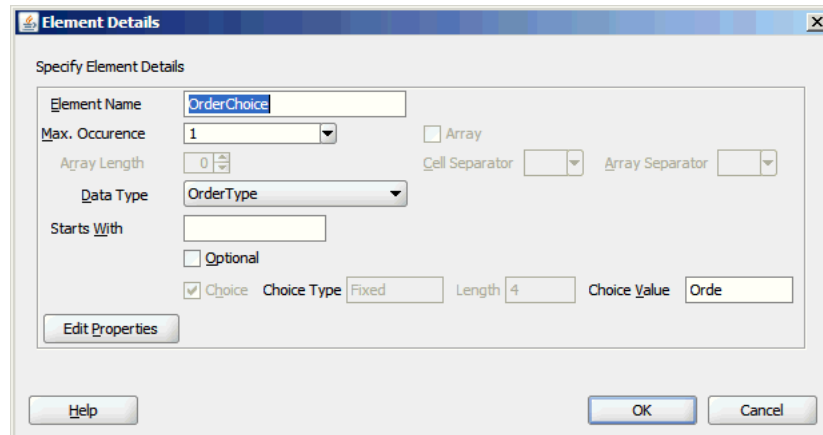 Element Details
Specify Element Details
Element Name OrderChoice
Max. Occurence 1 Array
Array Length 0 Cell Separator Array Separator
Data Type OrderType
Starts With
Optional
Choice Choice Type Fixed Length 4 Choice Value Orde
Edit Properties
Help OK Cancel